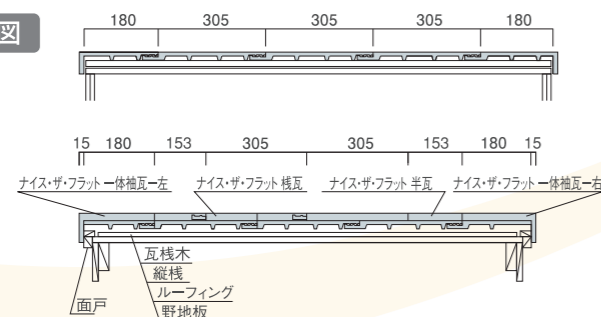 図
180 305 305 305 180
15 180 153 305 305 153 180 15
ナイス・ザ・フラット 一体袖瓦ー左 ナイス・ザ・フラット 桟瓦 ナイス・ザ・フラット 半瓦 ナイス・ザ・フラット 一体袖瓦ー右
瓦桟木
縦桟
ルーフィング
面戸 野地板